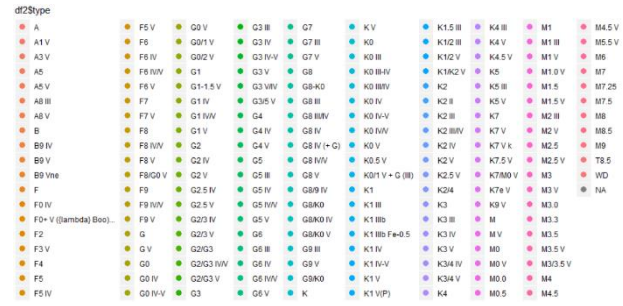 df2$type
A
A1 V
A3 V
A5
A5 V
A8 III
A8 V
B
B9 IV
B9 V
B9 Vne
F
F0 IV
F0+ V ((lambda) Boo)...
F2
F3 V
F4
F5
F5 IV
F5 V
F6
F6 IV
F6 IV/V
F6 V
F7
F7 V
F8
F8 IV/V
F8 V
F8/G0 V
F9
F9 IV/V
F9 V
G
G V
G0
G0 IV
G0 IV-V
G0 V
G0/1 V
G0/2 V
G1
G1-1.5 V
G1 IV
G1 IV/V
G1 V
G2
G2 IV
G2 V
G2.5 IV
G2.5 V
G2/3 IV
G2/3 V
G2/G3
G2/G3 IV/V
G2/G3 V
G3
G3 III
G3 IV
G3 IV-V
G3 V
G3 V/IV
G3/5 V
G4
G4 IV
G4 V
G5
G5 III
G5 IV
G5 IV/V
G5 V
G6
G6 III
G6 IV
G6 IV/V
G6 V
G7
G7 III
G7 V
G8
G8-K0
G8 III
G8 III/IV
G8 IV
G8 IV (+ G)
G8 IV/V
G8 V
G8/9 IV
G8/K0
G8/K0 IV
G8/K0 V
G9 III
G9 IV
G9 V
G9/K0
K
K V
K0
K0 III
K0 III-IV
K0 III/IV
K0 IV
K0 IV-V
K0 IV/V
K0 V
K0.5 V
K0/1 V + G (III)
K1
K1 III
K1 IIIb
K1 IIIb Fe-0.5
K1 IV
K1 IV-V
K1 V
K1 V(P)
K1.5 III
K1/2 III
K1/2 V
K1/K2 V
K2
K2 II
K2 III
K2 III/IV
K2 IV
K2 V
K2.5 V
K2/4
K3
K3 III
K3 IV
K3 V
K3/4 IV
K3/4 V
K4
K4 III
K4 V
K4.5 V
K5
K5 III
K5 V
K7
K7 V
K7 V k
K7.5 V
K7/M0 V
K7e V
K9 V
M
M V
M0
M0 V
M0.0
M0.5
M1
M1 III
M1 V
M1.0 V
M1.5
M1.5 V
M2
M2 III
M2 V
M2.5
M2.5 V
M3
M3 V
M3.0
M3.3
M3.5
M3.5 V
M3/3.5 V
M4
M4.5
M4.5 V
M5.5 V
M6
M7
M7.25
M7.5
M8
M8.5
M9
T8.5
WD
NA